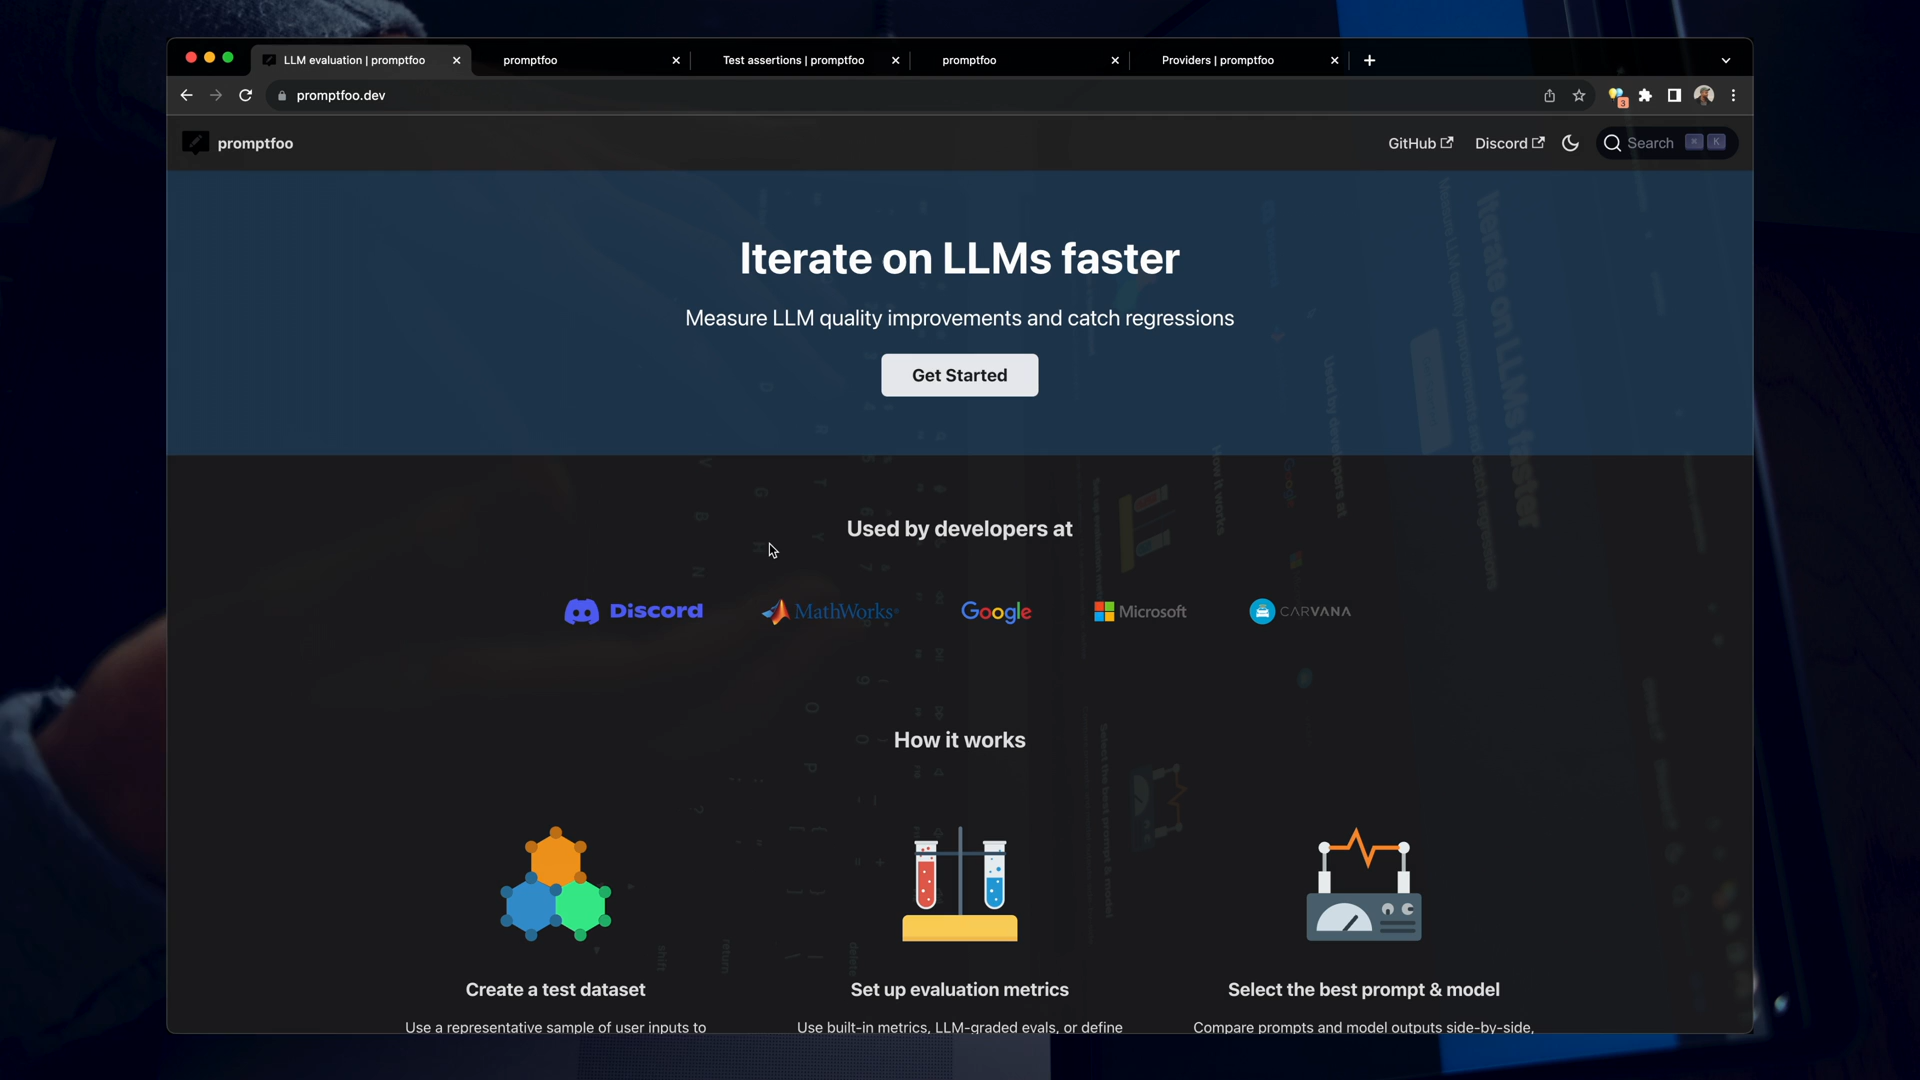 LLM evaluation | promptfoo
promptfoo
Test assertions | promptfoo
promptfoo
Providers | promptfoo
promptfoo.dev
3
promptfoo
GitHub
Discord
Search
⌘ K
Iterate on LLMs faster
Measure LLM quality improvements and catch regressions
Get Started
Used by developers at
Discord
MathWorks®
Google
Microsoft
CARVANA
How it works
Create a test dataset
Set up evaluation metrics
Select the best prompt & model
Use a representative sample of user inputs to
Use built-in metrics, LLM-graded evals, or define
Compare prompts and model outputs side-by-side,